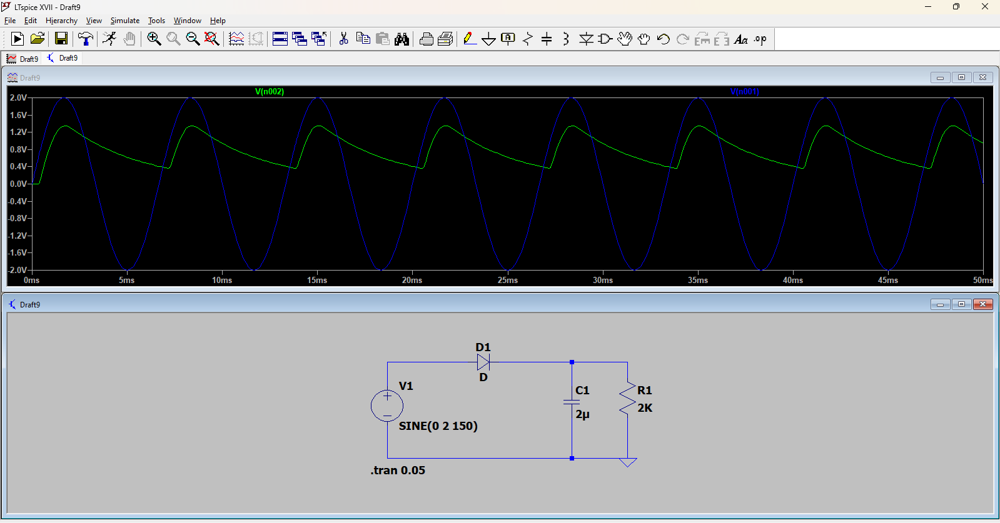 LTspice XVII - Draft9
File Edit Hierarchy View Simulate Tools Window Help
A Aa .op
Draft9 Draft9
Draft9
V(n002) V(n001)
2.0V
1.6V
1.2V
0.8V
0.4V
0.0V
-0.4V
-0.8V
-1.2V
-1.6V
-2.0V
0ms 5ms 10ms 15ms 20ms 25ms 30ms 35ms 40ms 45ms 50ms
Draft9
D1
D
V1
SINE(0 2 150)
C1
2µ
R1
2K
.tran 0.05